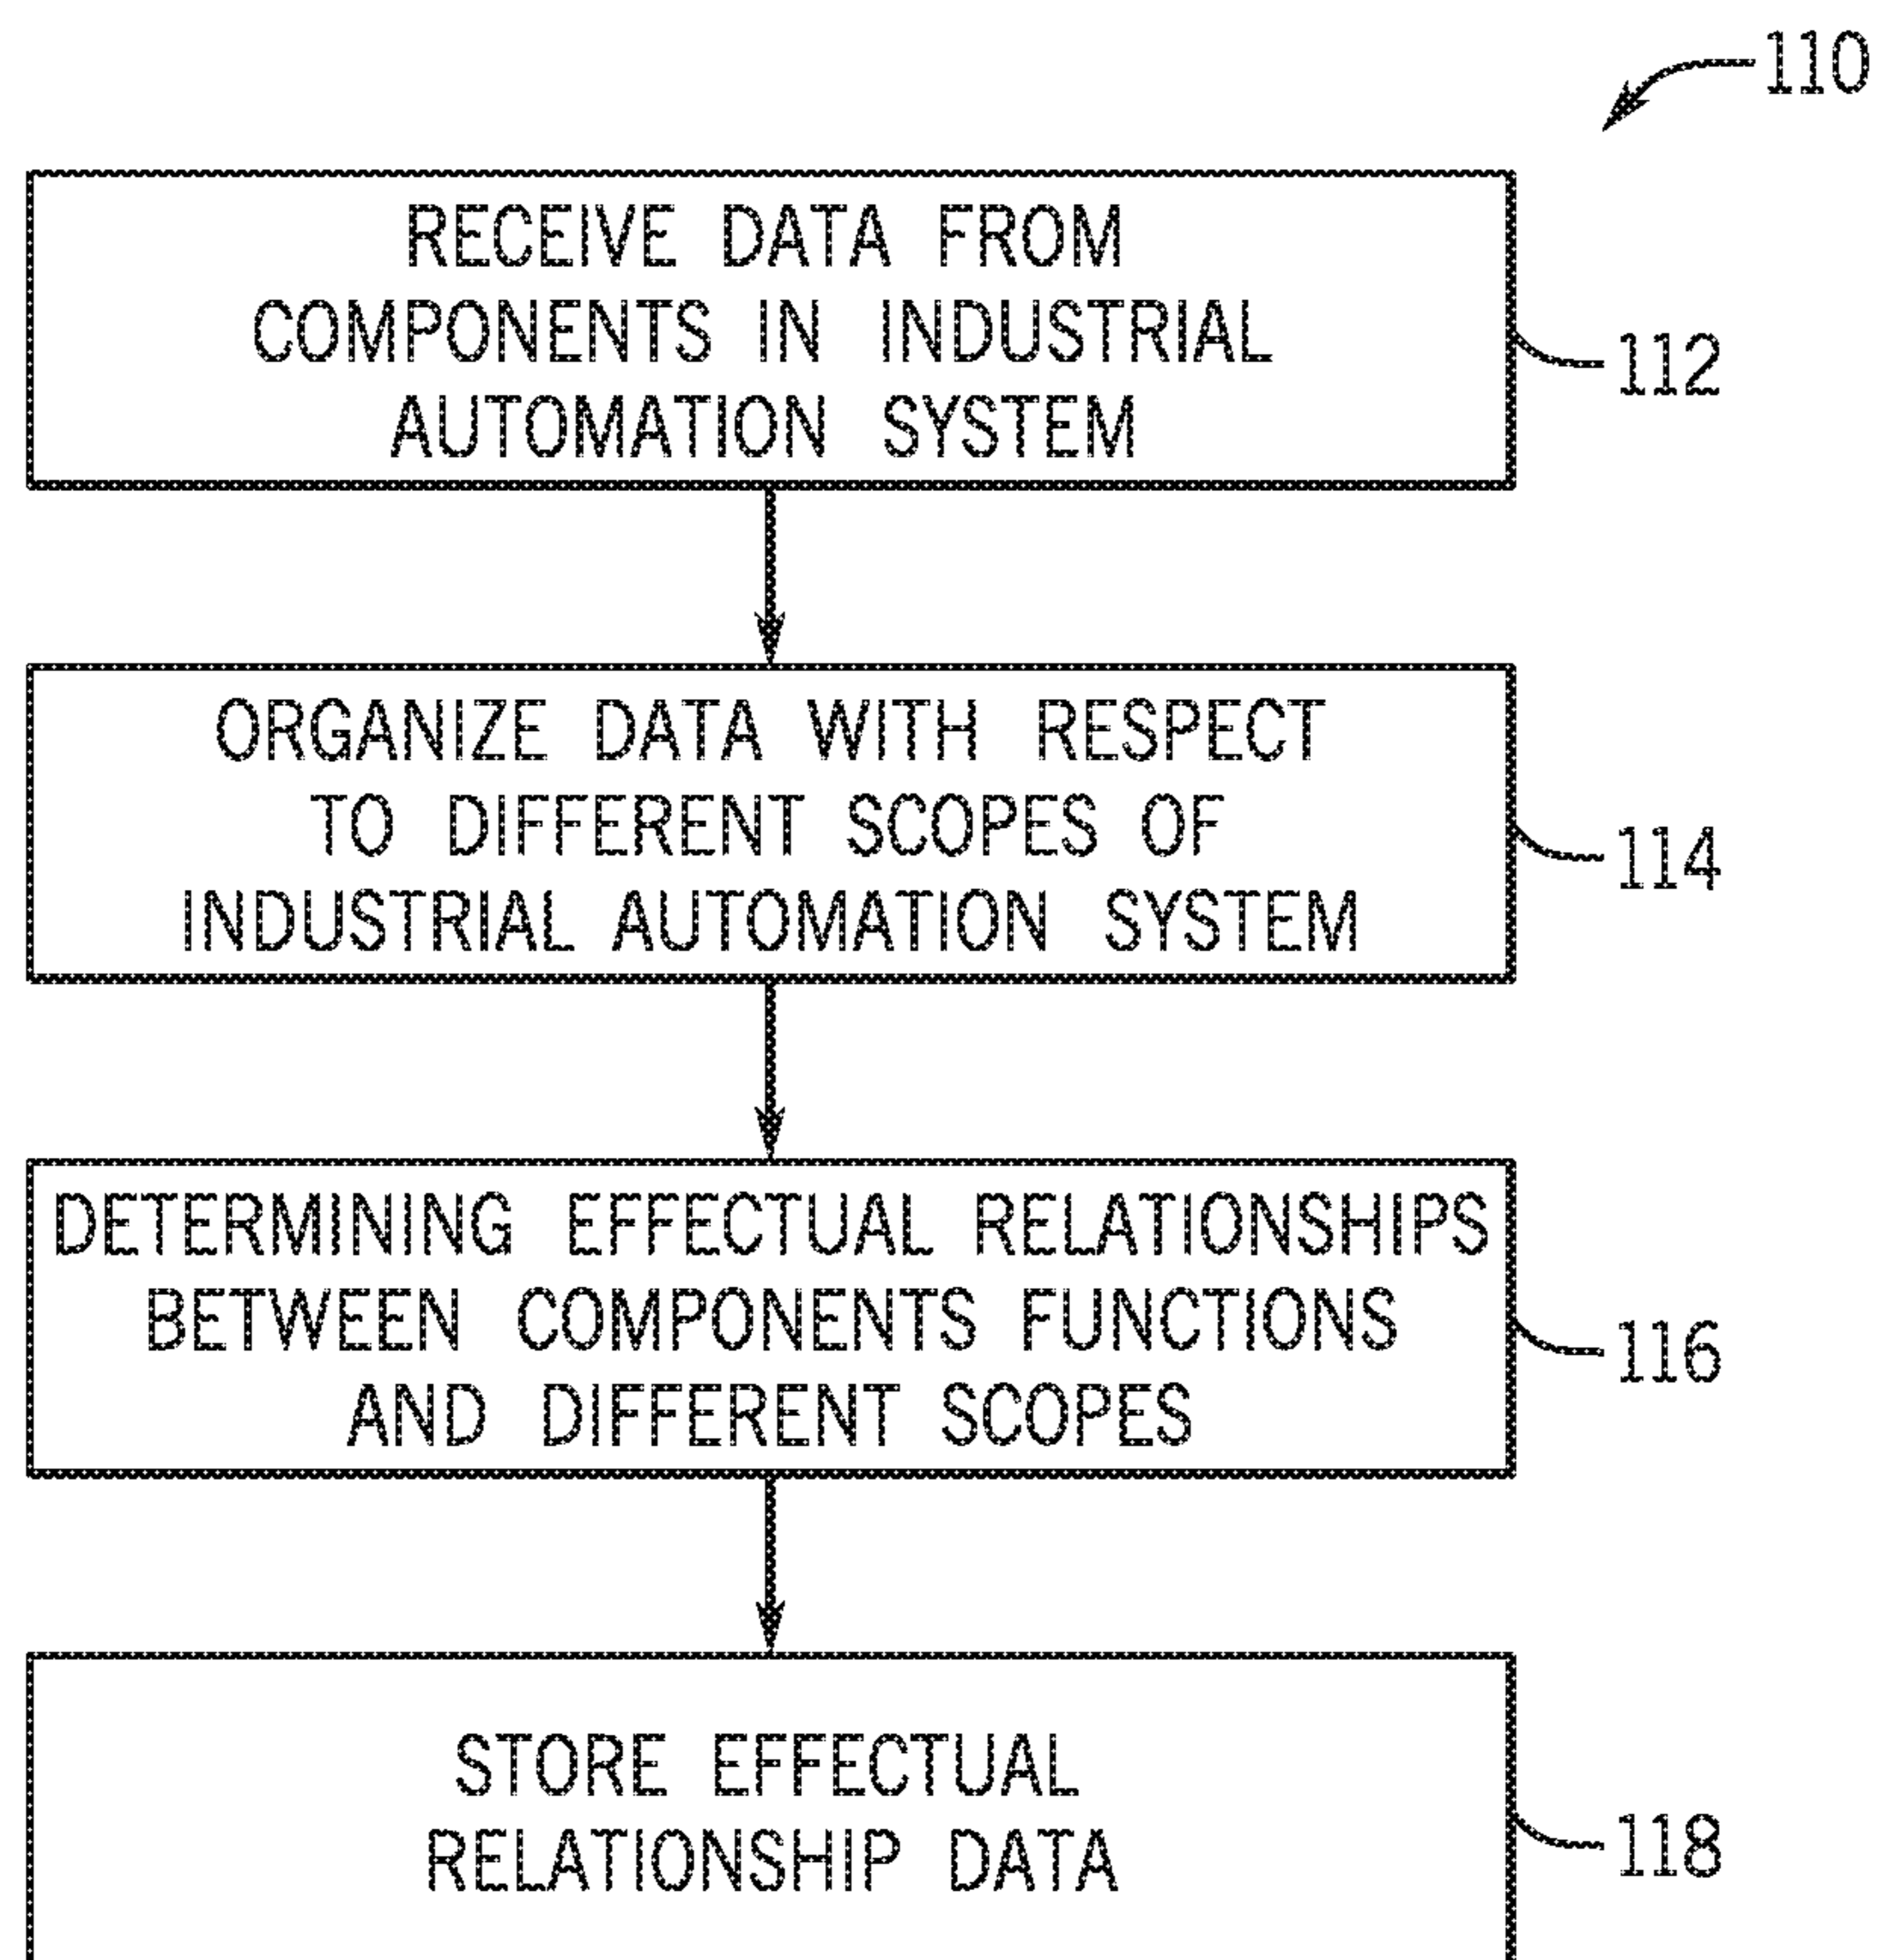 110
RECEIVE DATA FROM
COMPONENTS IN INDUSTRIAL
AUTOMATION SYSTEM
112
ORGANIZE DATA WITH RESPECT
TO DIFFERENT SCOPES OF
INDUSTRIAL AUTOMATION SYSTEM
114
DETERMINING EFFECTUAL RELATIONSHIPS
BETWEEN COMPONENTS FUNCTIONS
AND DIFFERENT SCOPES
116
STORE EFFECTUAL
RELATIONSHIP DATA
118